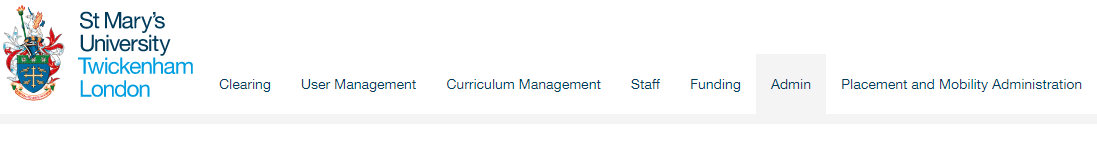 St Mary's
University
Twickenham
London
Clearing User Management Curriculum Management Staff Funding Admin Placement and Mobility Administration